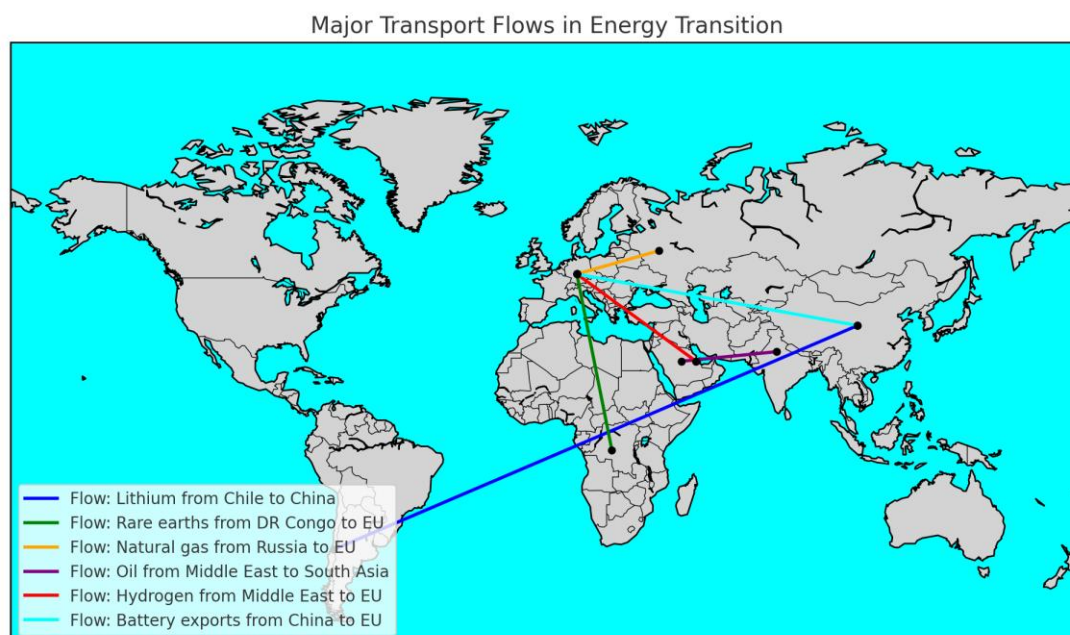 Major Transport Flows in Energy Transition
Flow: Lithium from Chile to China
Flow: Rare earths from DR Congo to EU
Flow: Natural gas from Russia to EU
Flow: Oil from Middle East to South Asia
Flow: Hydrogen from Middle East to EU
Flow: Battery exports from China to EU